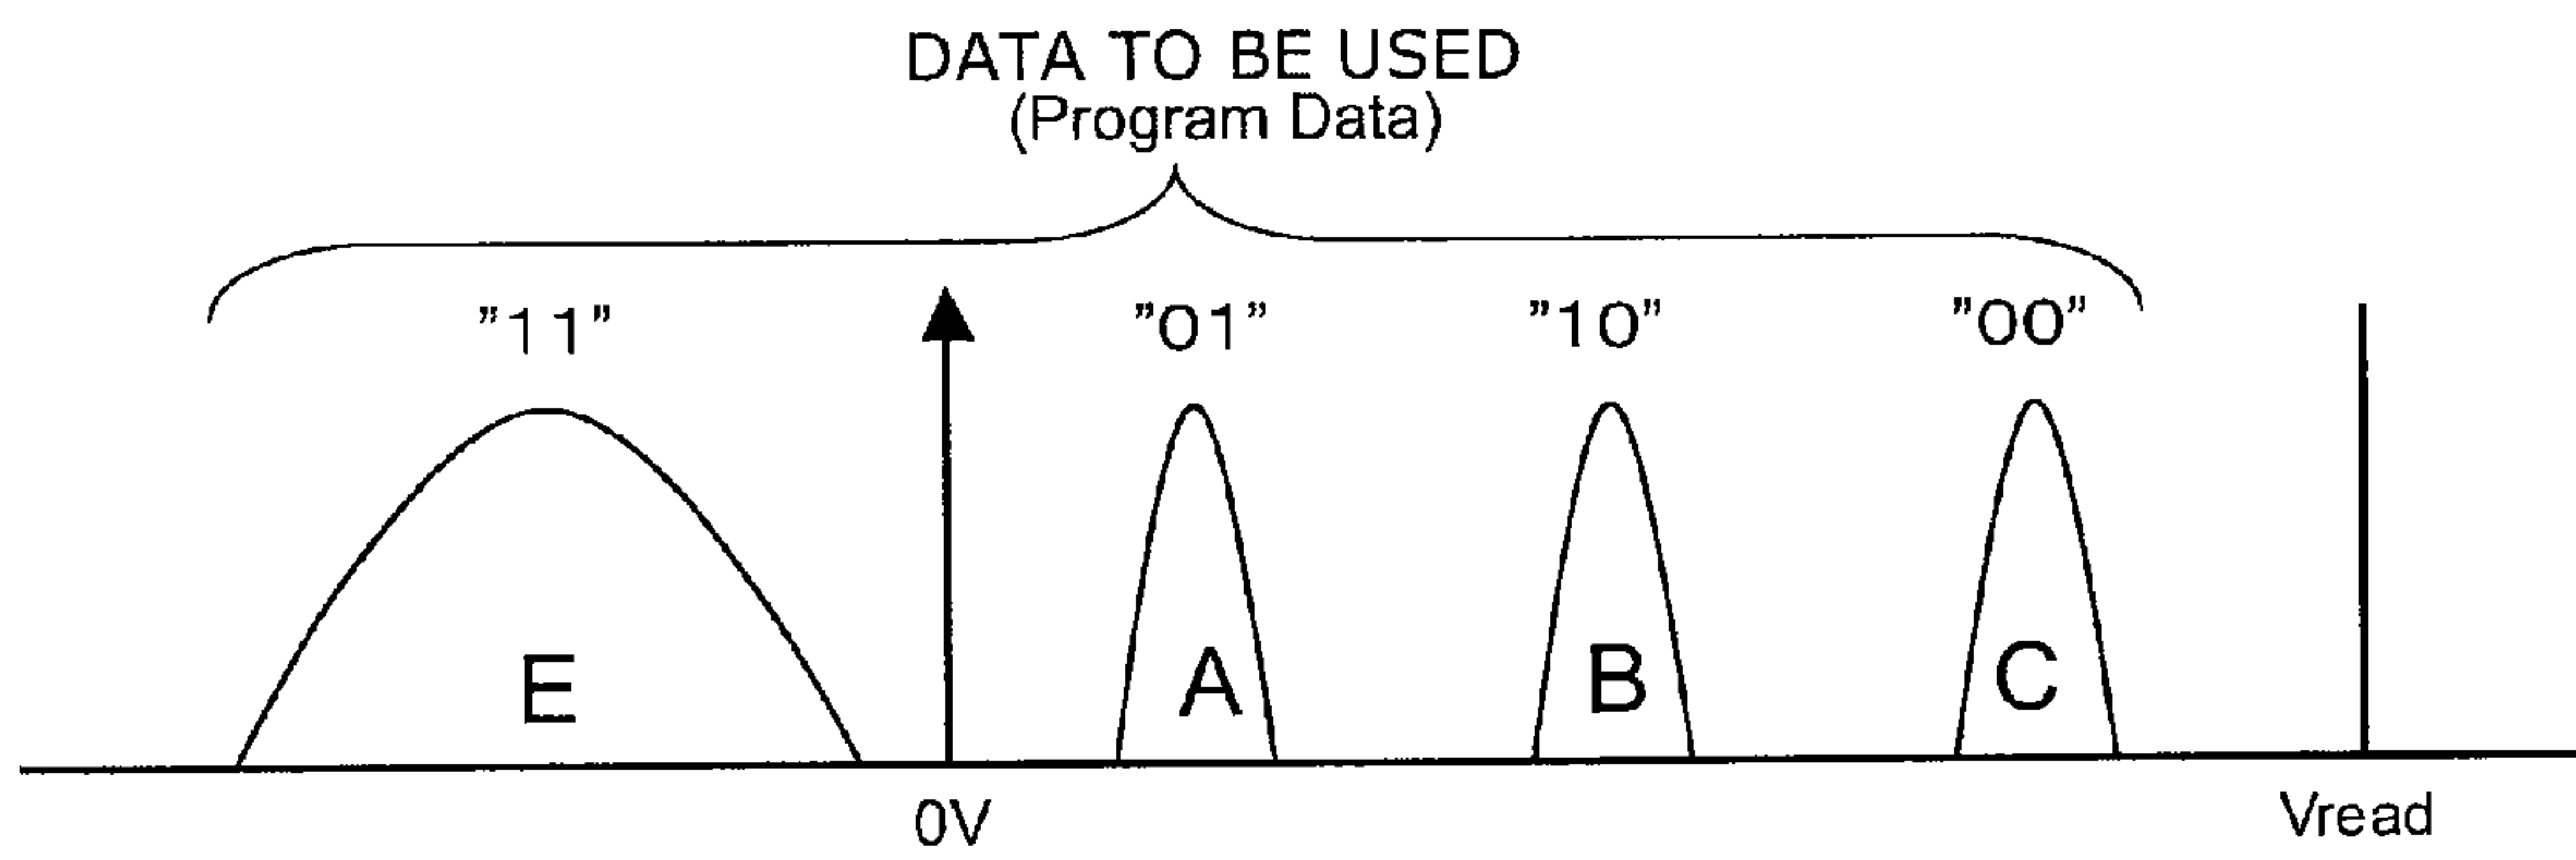 DATA TO BE USED
(Program Data)
”11” ”01” ”10” ”00”
E A B C
0V Vread